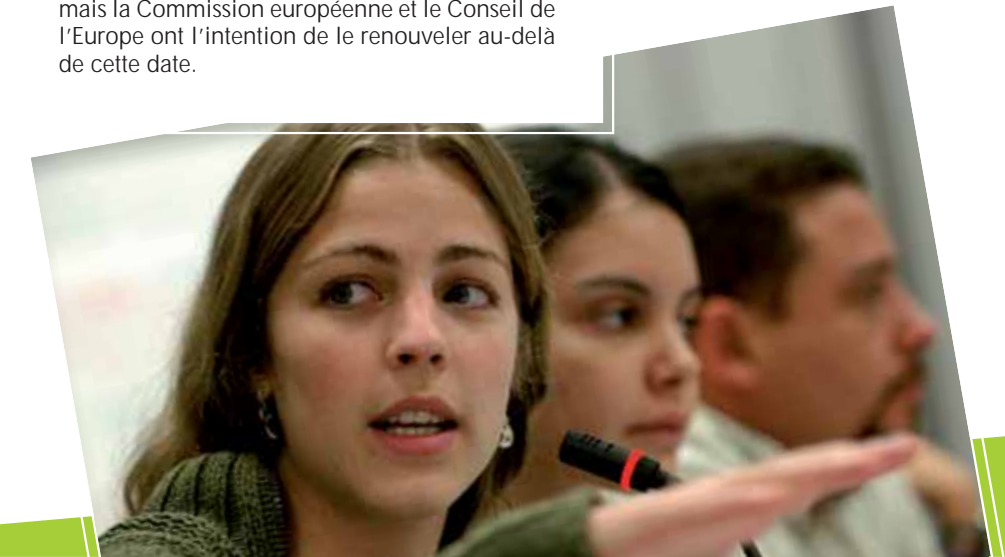 mais la Commission européenne et le Conseil de
l'Europe ont l'intention de le renouveler au-delà
de cette date.